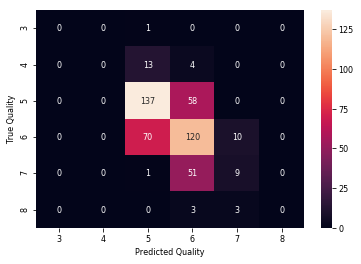 3 0 0 1 0 0 0
4 0 0 13 4 0 0
5 0 0 137 58 0 0
6 0 0 70 120 10 0
7 0 0 1 51 9 0
8 0 0 0 3 3 0
3 4 5 6 7 8
Predicted Quality
True Quality
125
100
75
50
25
0